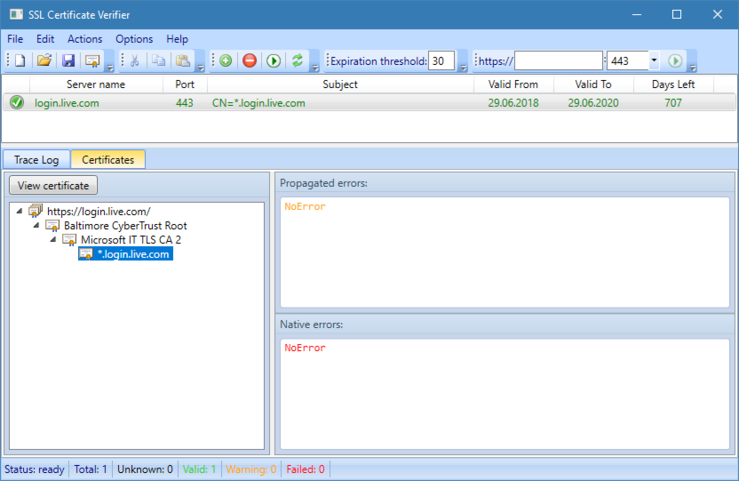 SSL Certificate Verifier
File Edit Actions Options Help
Expiration threshold: 30 https:// : 443
Server name Port Subject Valid From Valid To Days Left
login.live.com 443 CN=*.login.live.com 29.06.2018 29.06.2020 707
Trace Log Certificates
View certificate
https://login.live.com/
Baltimore CyberTrust Root
Microsoft IT TLS CA 2
*.login.live.com
Propagated errors:
NoError
Native errors:
NoError
Status: ready Total: 1 Unknown: 0 Valid: 1 Warning: 0 Failed: 0